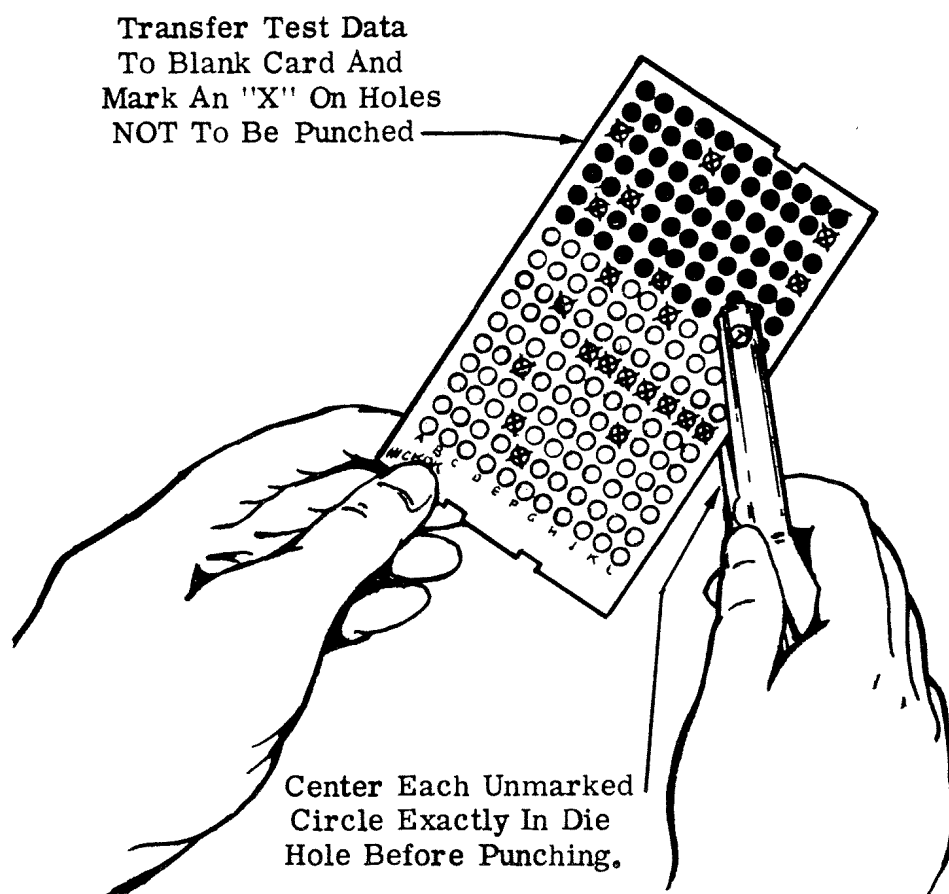 Transfer Test Data
To Blank Card And
Mark An "X" On Holes
NOT To Be Punched
A B C D E F G H J K L
Center Each Unmarked
Circle Exactly In Die
Hole Before Punching.